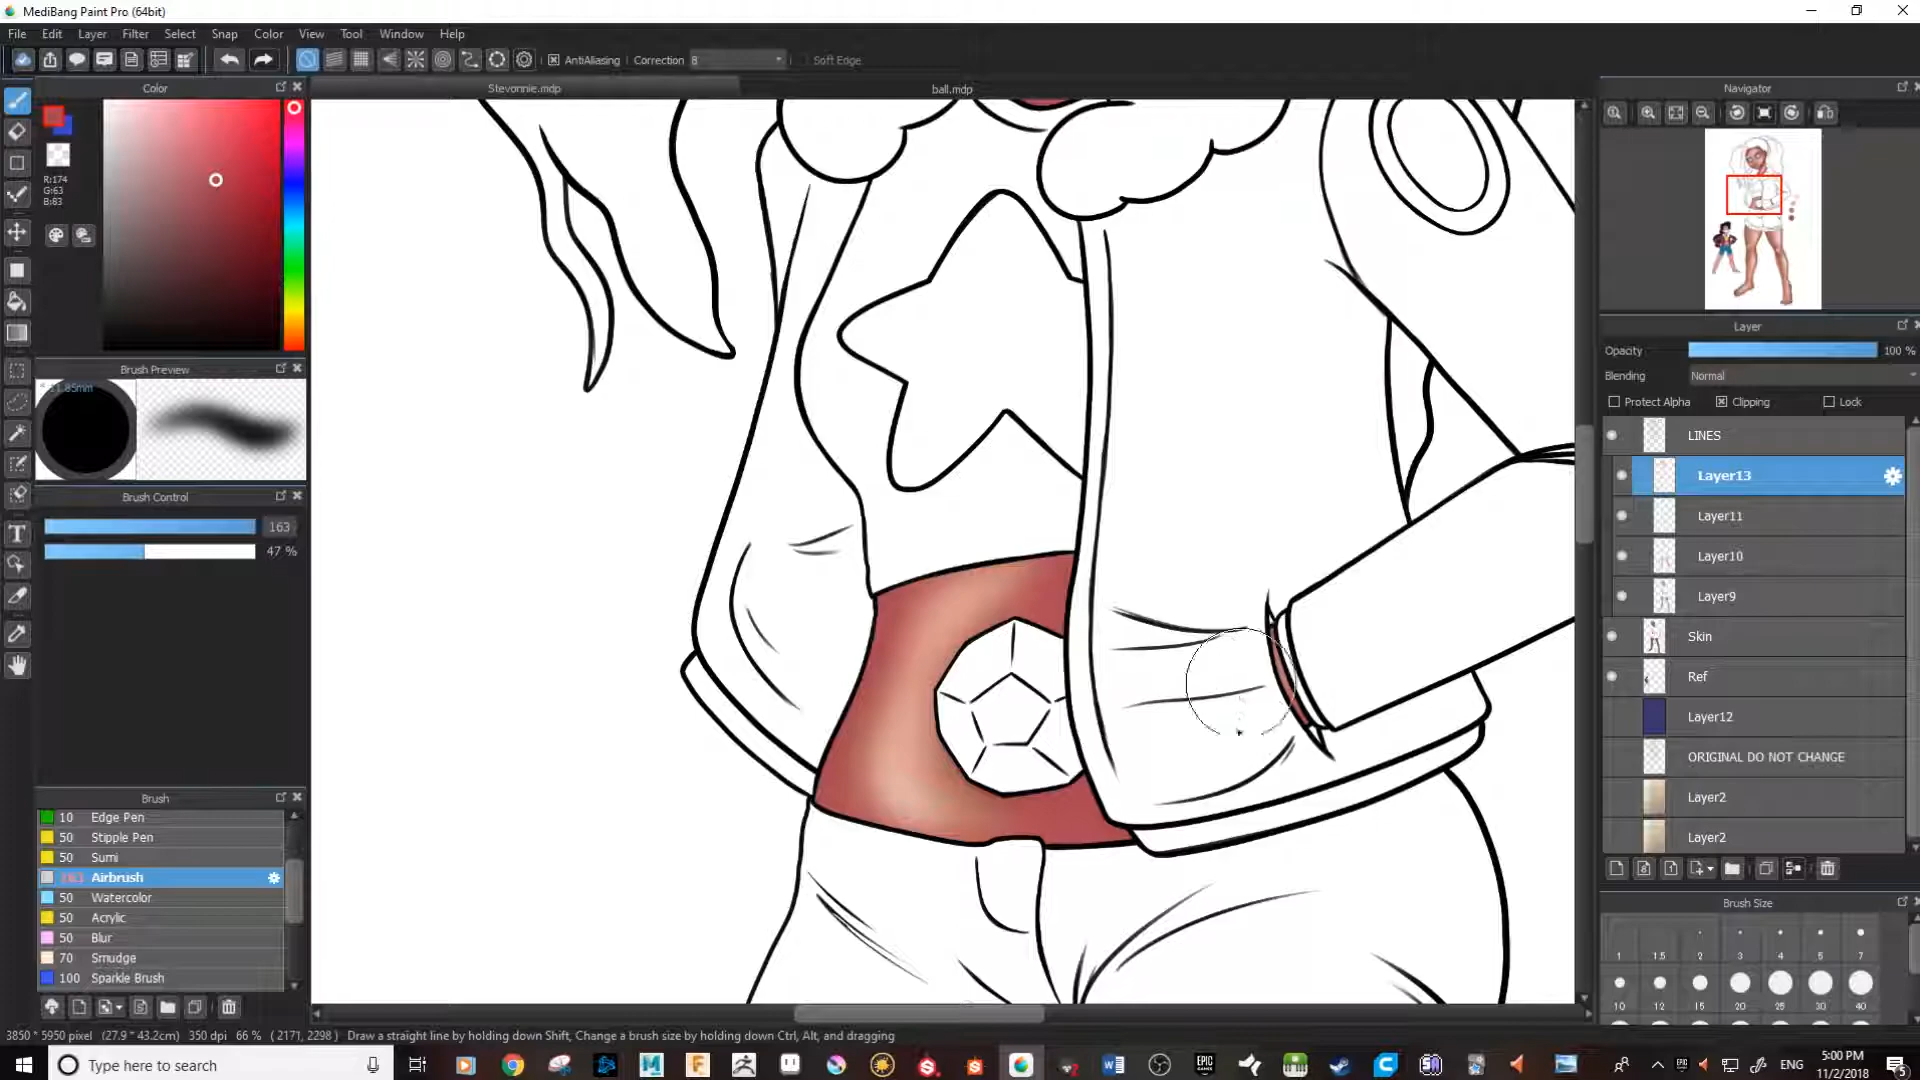 MediBang Paint Pro (64bit)
File Edit Layer Filter Select Snap Color View Tool Window Help
AntiAliasing Correction 8 Soft Edge
Color
Stevonnie.mdp ball.mdp
Navigator
R:174
G:63
B:83
Brush Preview
Brush Control
163
47 %
Layer
Opacity 100 %
Blending Normal
Protect Alpha Clipping Lock
LINES
Layer13
Layer11
Layer10
Layer9
Skin
Ref
Layer12
ORIGINAL DO NOT CHANGE
Layer2
Layer2
Brush
10 Edge Pen
50 Stipple Pen
50 Sumi
163 Airbrush
50 Watercolor
50 Acrylic
50 Blur
70 Smudge
100 Sparkle Brush
Brush Size
1 1.5 2 3 4 5 7
10 12 15 20 25 30 40
3850 * 5950 pixel (27.9 * 43.2cm) 350 dpi 66 % ( 2171, 2298 ) Draw a straight line by holding down Shift, Change a brush size by holding down Ctrl, Alt, and dragging
Type here to search
ENG
5:00 PM
11/2/2018